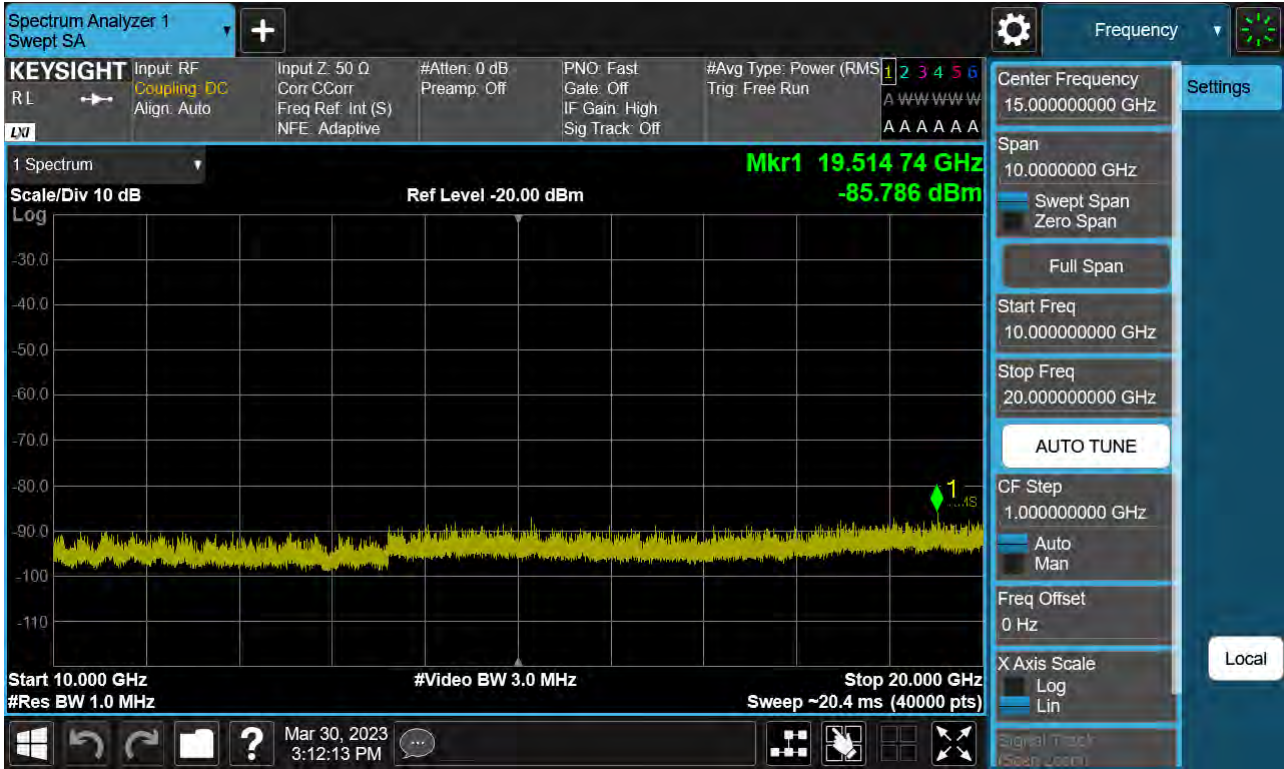 Spectrum Analyzer 1
Swept SA
+
Frequency
KEYSIGHT
RL
LXI
Input: RF
Coupling: DC
Align: Auto
Input Z: 50 Ω
Corr CCorr
Freq Ref: Int (S)
NFE: Adaptive
#Atten: 0 dB
Preamp: Off
PNO: Fast
Gate: Off
IF Gain: High
Sig Track: Off
#Avg Type: Power (RMS
Trig: Free Run
1 2 3 4 5 6
A W W W W W
A A A A A A
1 Spectrum
Scale/Div 10 dB
Log
Ref Level -20.00 dBm
Mkr1 19.514 74 GHz
-85.786 dBm
-30.0
-40.0
-50.0
-60.0
-70.0
-80.0
1
-90.0
-100
-110
Start 10.000 GHz
#Res BW 1.0 MHz
#Video BW 3.0 MHz
Stop 20.000 GHz
Sweep ~20.4 ms (40000 pts)
Center Frequency
15.000000000 GHz
Span
10.0000000 GHz
Swept Span
Zero Span
Full Span
Start Freq
10.000000000 GHz
Stop Freq
20.000000000 GHz
AUTO TUNE
CF Step
1.000000000 GHz
Auto
Man
Freq Offset
0 Hz
X Axis Scale
Log
Lin
Signal Track
(Span Zoom)
Settings
Local
?
Mar 30, 2023
3:12:13 PM